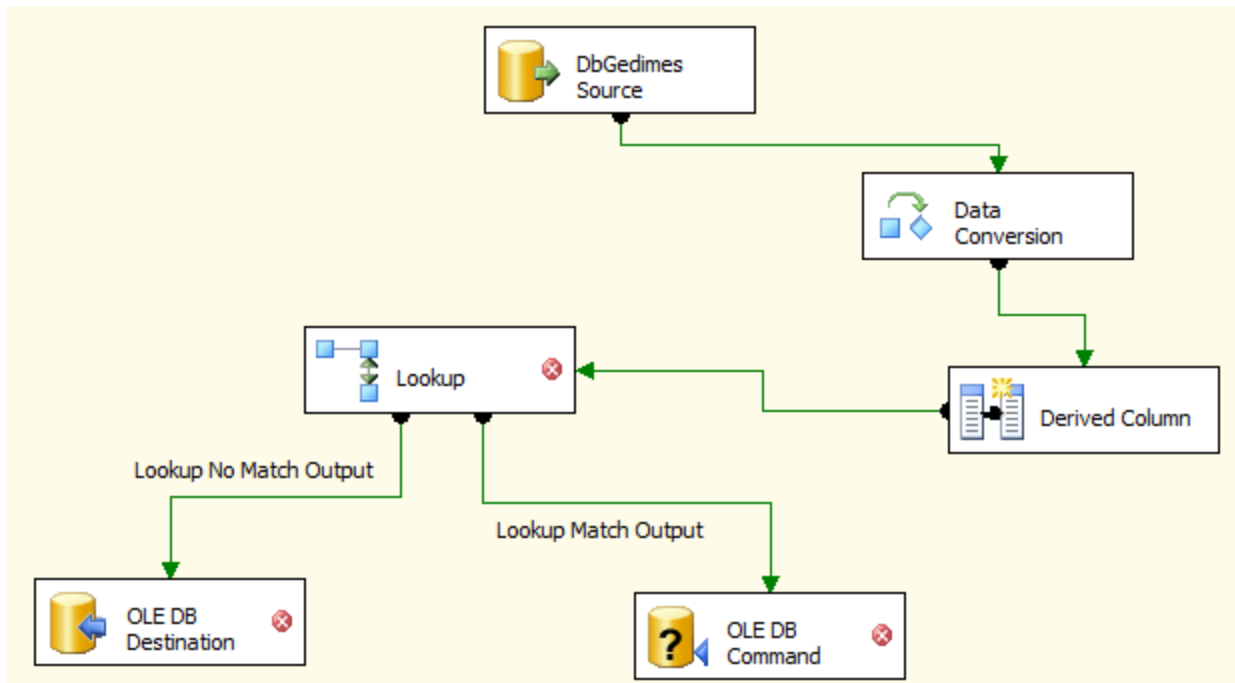 DbGedimes
Source
Data
Conversion
Lookup
Derived Column
Lookup No Match Output
Lookup Match Output
OLE DB
Destination
?
OLE DB
Command